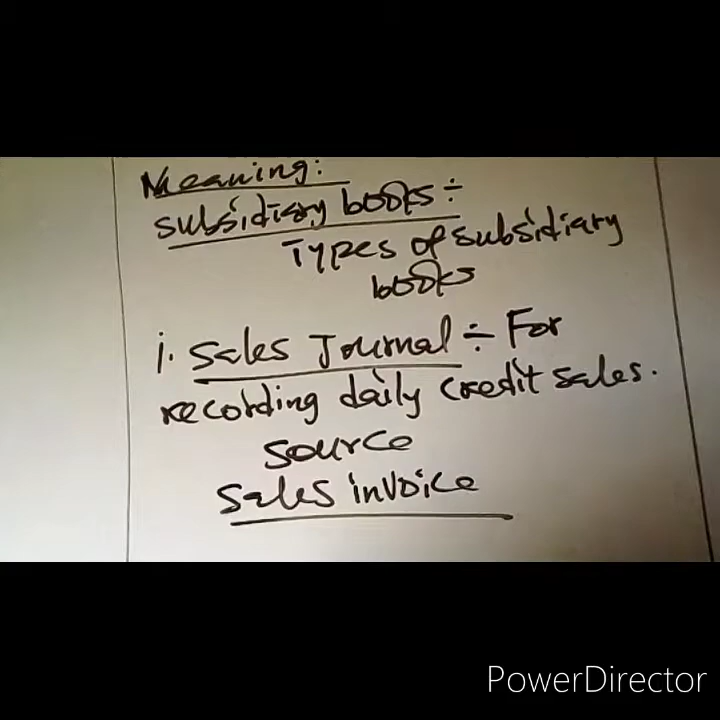 Meaning:
subsidiary books ÷
Types of subsidiary
books
i. Sales Journal ÷ For
recording daily credit sales.
source
Sales invoice
PowerDirector